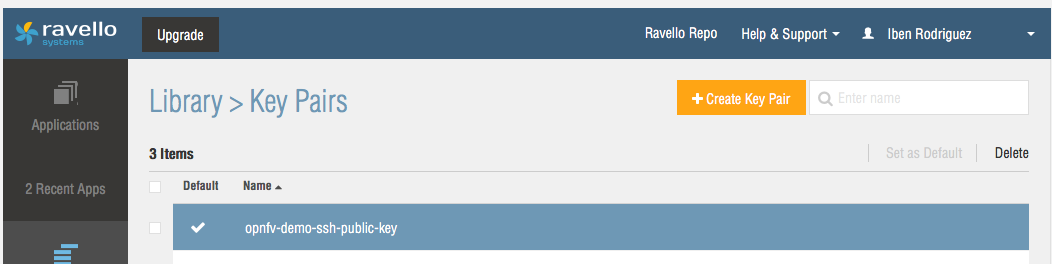 ravello systems
Upgrade
Ravello Repo
Help & Support
Iben Rodriguez
Applications
2 Recent Apps
Library > Key Pairs
+ Create Key Pair
Enter name
3 Items
Set as Default
Delete
Default
Name
opnfv-demo-ssh-public-key